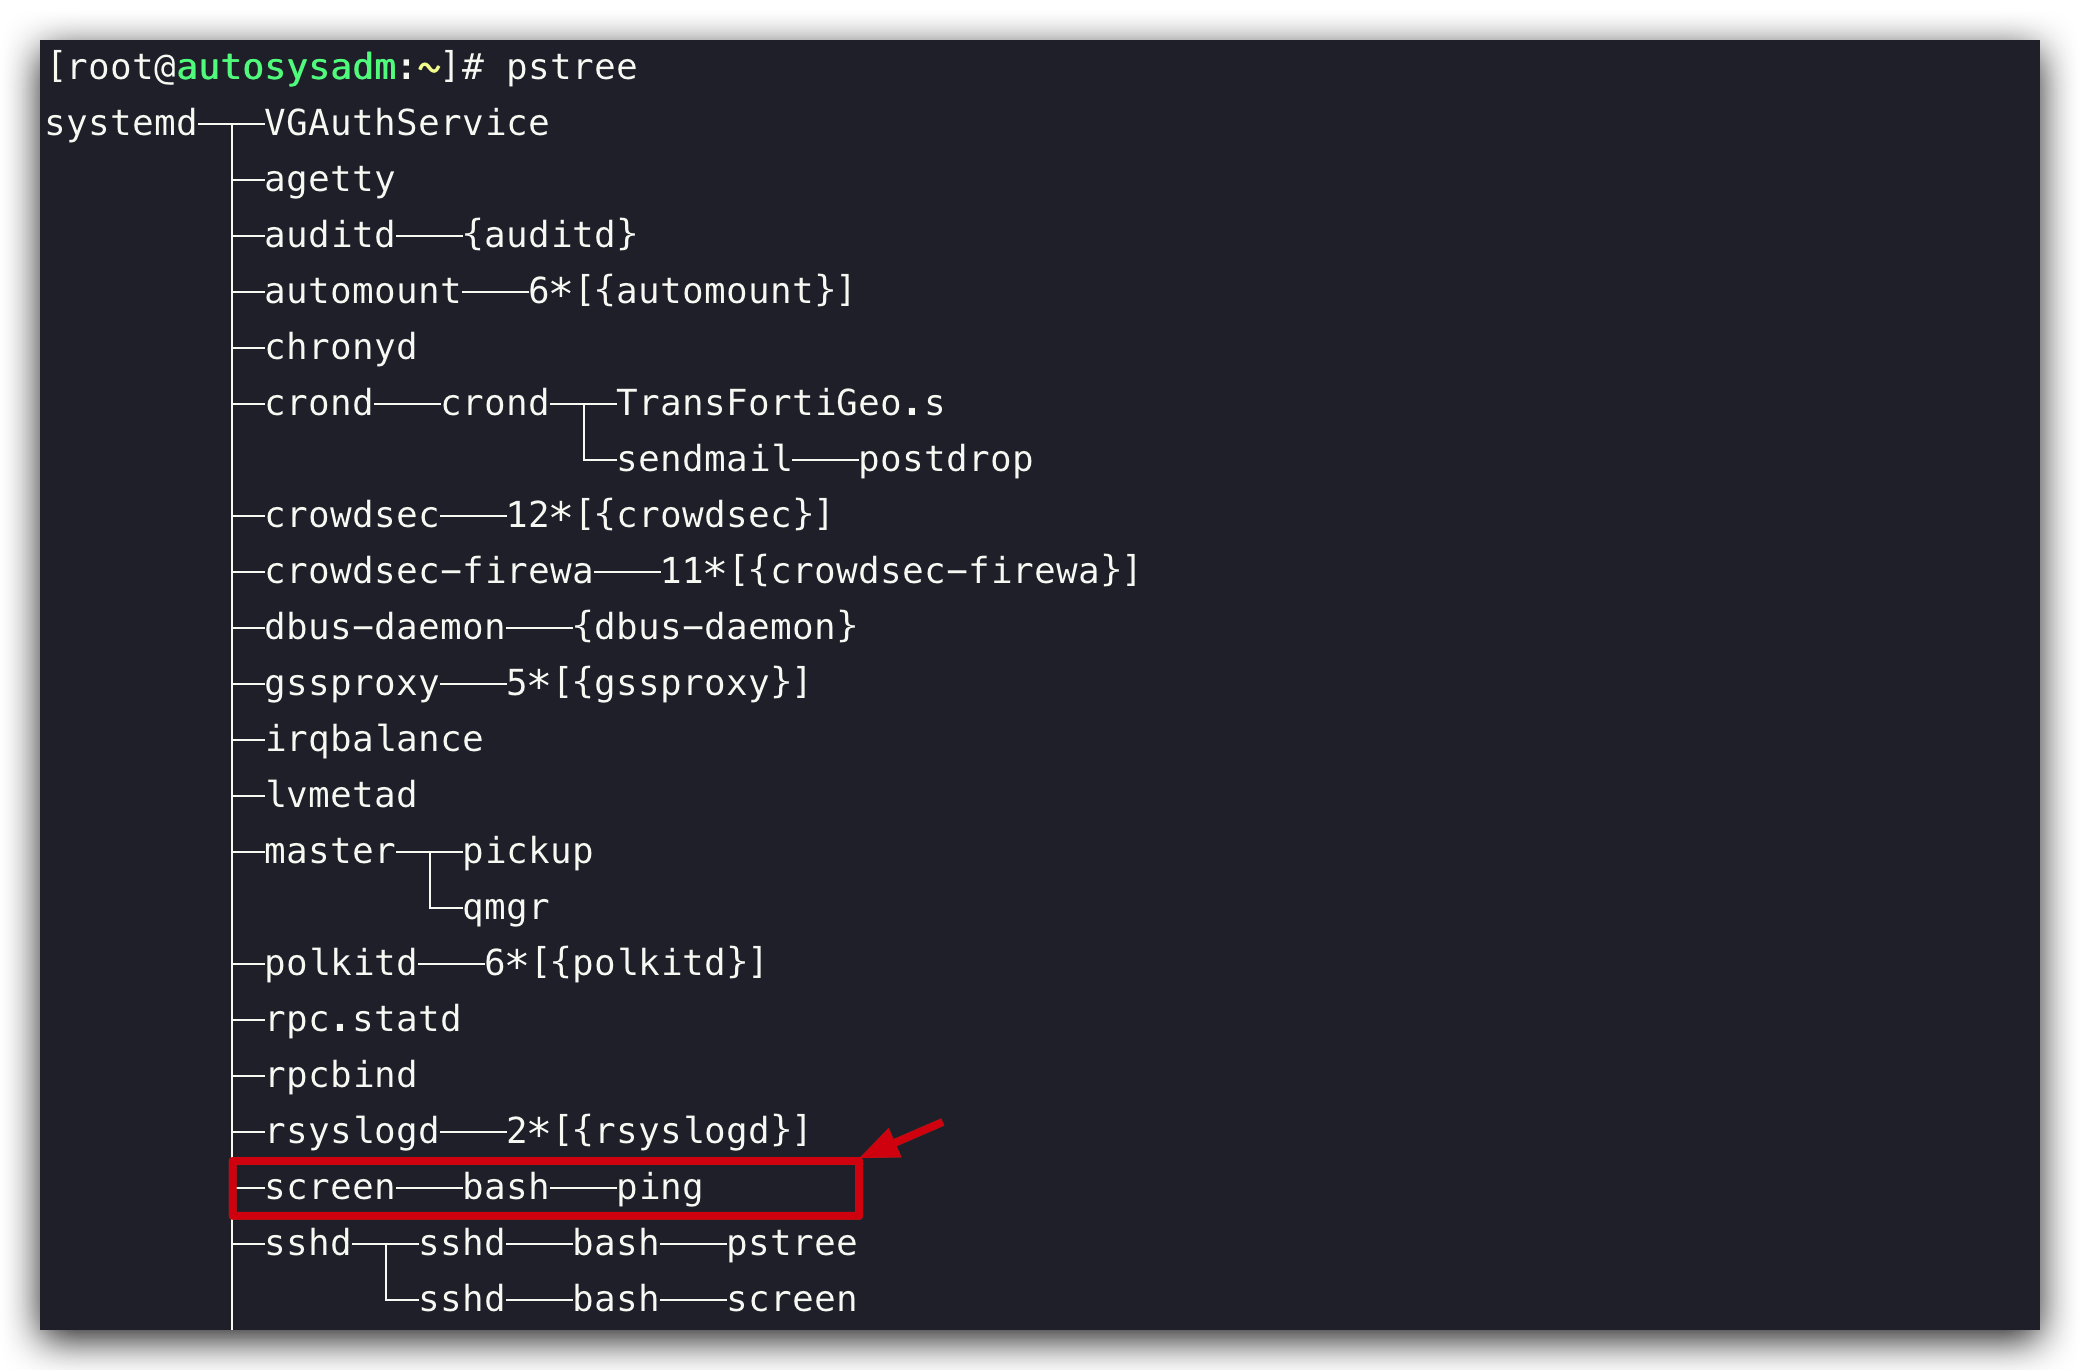 [root@autosysadm:~]# pstree
systemd─┬─VGAuthService
        ├─agetty
        ├─auditd───{auditd}
        ├─automount───6*[{automount}]
        ├─chronyd
        ├─crond───crond─┬─TransFortiGeo.s
        │               └─sendmail───postdrop
        ├─crowdsec───12*[{crowdsec}]
        ├─crowdsec-firewa───11*[{crowdsec-firewa}]
        ├─dbus-daemon───{dbus-daemon}
        ├─gssproxy───5*[{gssproxy}]
        ├─irqbalance
        ├─lvmetad
        ├─master─┬─pickup
        │        └─qmgr
        ├─polkitd───6*[{polkitd}]
        ├─rpc.statd
        ├─rpcbind
        ├─rsyslogd───2*[{rsyslogd}]
        ├─screen───bash───ping
        ├─sshd─┬─sshd───bash───pstree
        │      └─sshd───bash───screen